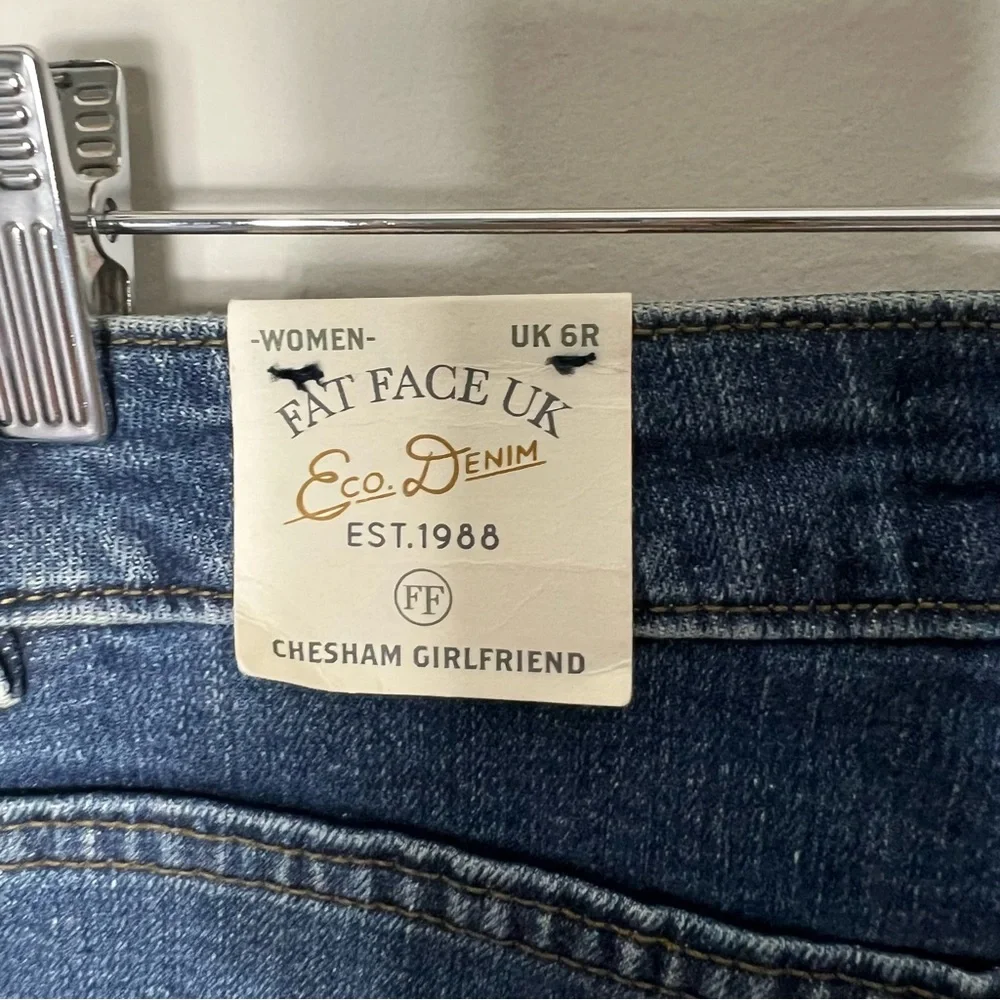 -WOMEN- UK 6R
FAT FACE UK
Eco. Denim
EST.1988
FF
CHESHAM GIRLFRIEND